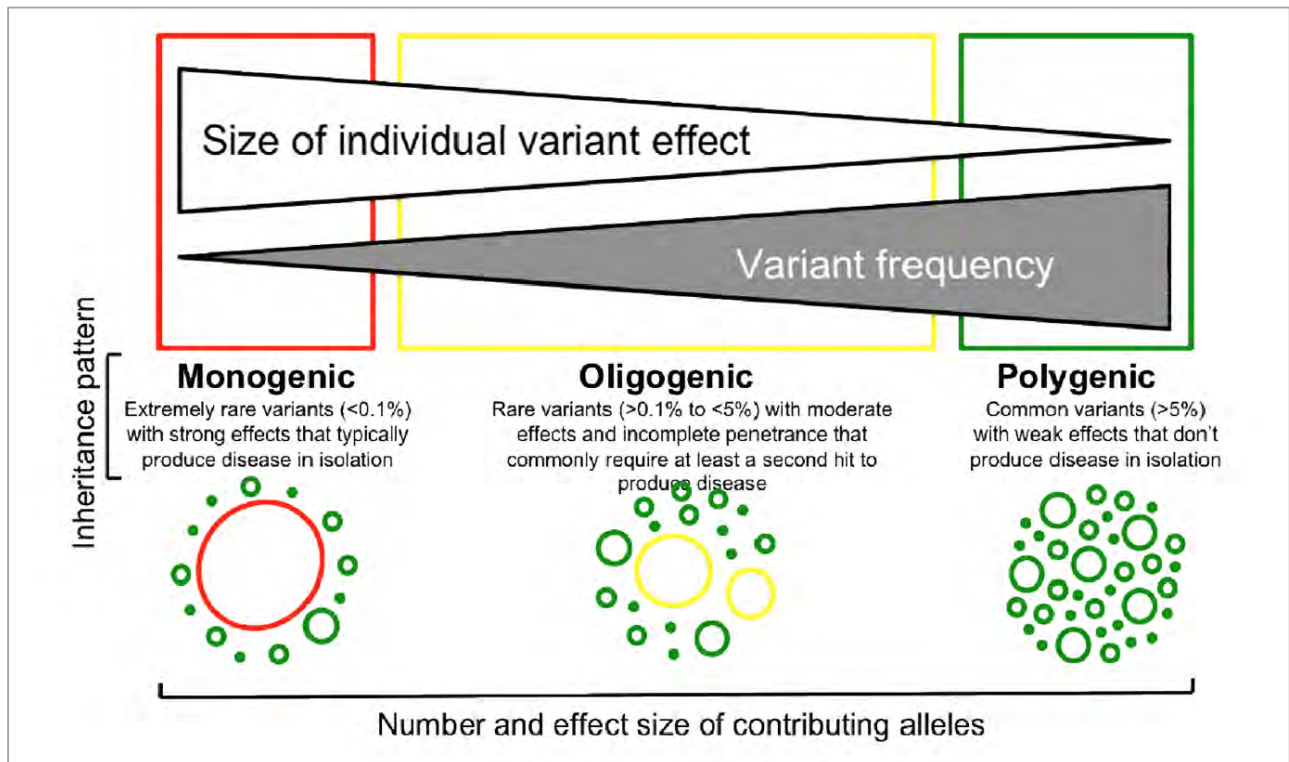 Size of individual variant effect
Variant frequency
Inheritance pattern
Monogenic
Extremely rare variants (<0.1%)
with strong effects that typically
produce disease in isolation
Oligogenic
Rare variants (>0.1% to <5%) with moderate
effects and incomplete penetrance that
commonly require at least a second hit to
produce disease
Polygenic
Common variants (>5%)
with weak effects that don't
produce disease in isolation
Number and effect size of contributing alleles